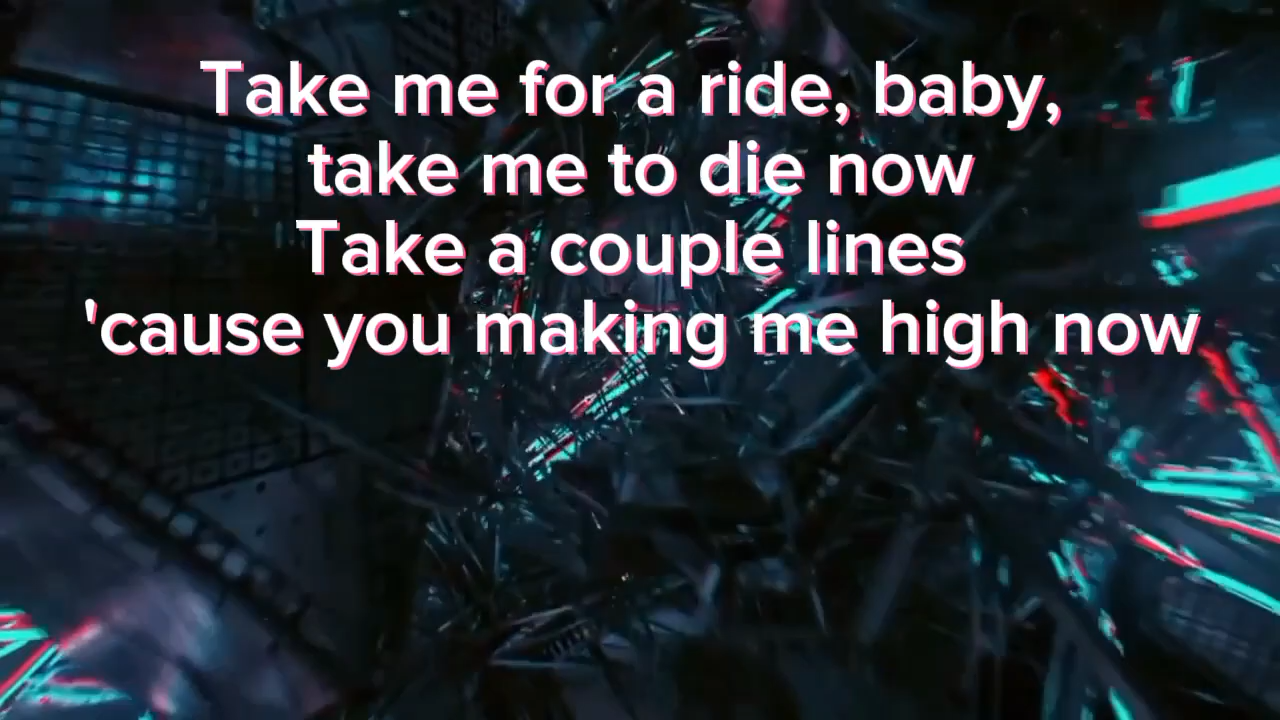 Take me for a ride, baby,
take me to die now
Take a couple lines
'cause you making me high now